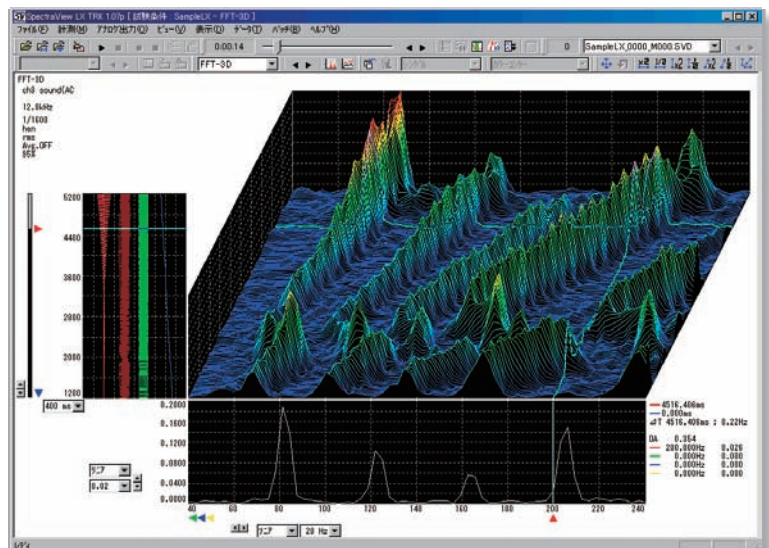 SpectraView LX TRK 1.07p [ 試験条件 : SampleLX - FFT-3D ]
ファイル(F) 計測(M) アナログ出力(O) ビュー(V) 表示(D) データ(T) バッチ(B) ヘルプ(H)
0:00.14 0 SampleLX_0000_M000.SVD
FFT-3D
FFT-3D
ch3 sound(AC
12.8kHz
1/1600
han
rms
Avg.OFF
95%
5200
4400
3600
2800
2000
1200
400 ms
0.2000
0.1600
0.1200
0.0800
0.0400
0.0000
リニア
0.02
40 60 80 100 120 140 160 180 200 220 240
リニア 20 Hz
4516.406ms
0.000ms
⊿T 4516.406ms ; 0.22Hz
OA 0.354
200.000Hz 0.026
0.000Hz 0.000
0.000Hz 0.000
0.000Hz 0.000
レディ